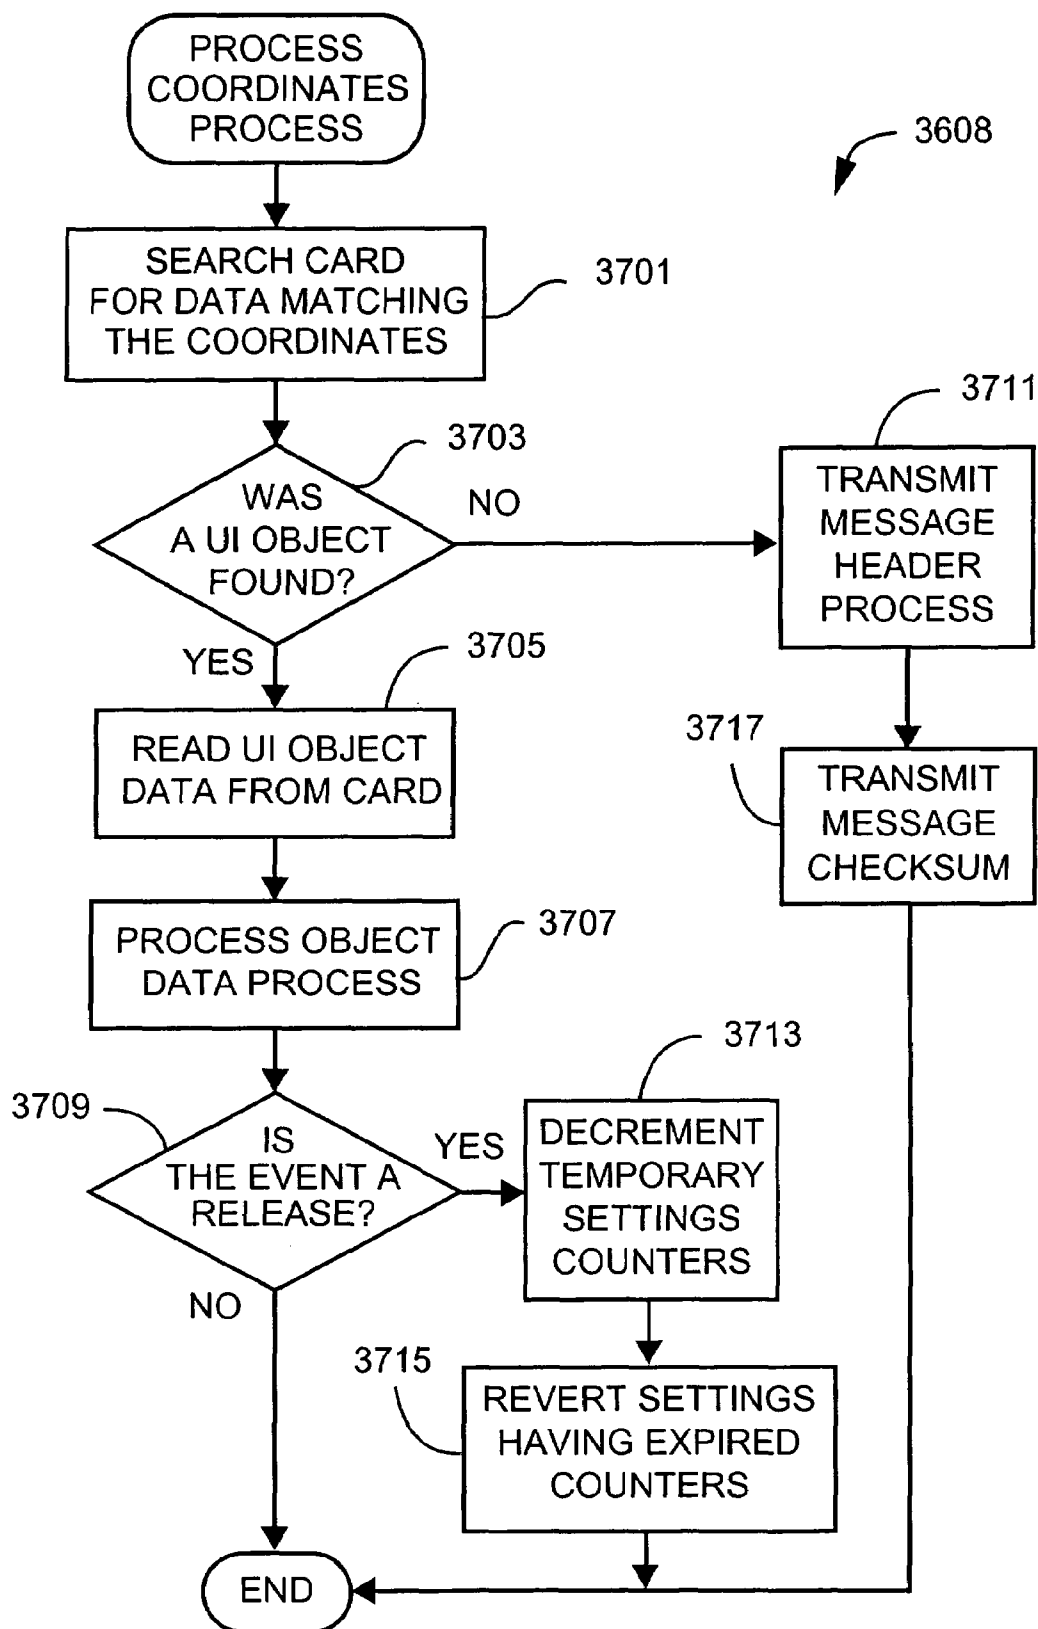 PROCESS
COORDINATES
PROCESS
3608
SEARCH CARD
FOR DATA MATCHING
THE COORDINATES
3701
3703
WAS
A UI OBJECT
FOUND?
NO
YES
3711
TRANSMIT
MESSAGE
HEADER
PROCESS
3705
READ UI OBJECT
DATA FROM CARD
3717
TRANSMIT
MESSAGE
CHECKSUM
3707
PROCESS OBJECT
DATA PROCESS
3709
IS
THE EVENT A
RELEASE?
YES
NO
3713
DECREMENT
TEMPORARY
SETTINGS
COUNTERS
3715
REVERT SETTINGS
HAVING EXPIRED
COUNTERS
END